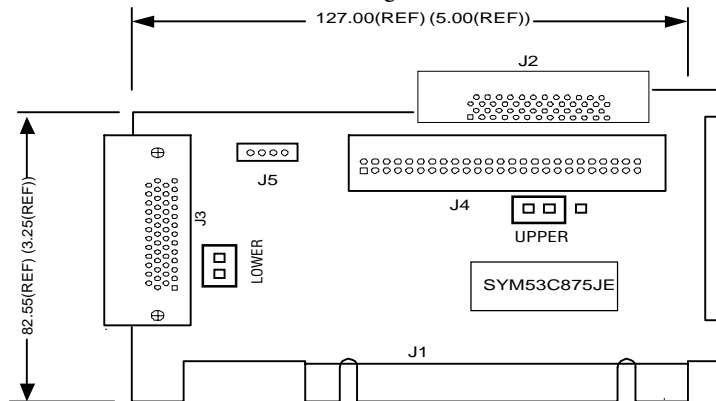 127.00(REF) (5.00(REF))
J2
J5
J4
J3
82.55(REF) (3.25(REF))
LOWER
UPPER
SYM53C875JE
J1